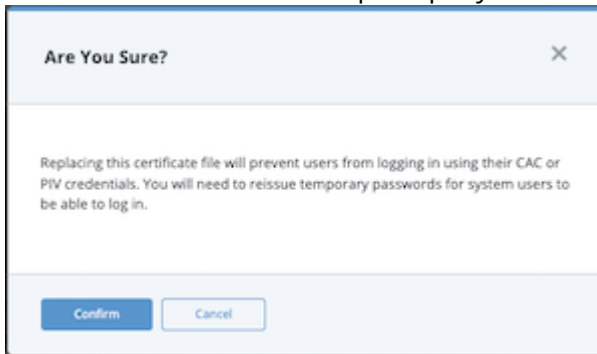 Are You Sure?
Replacing this certificate file will prevent users from logging in using their CAC or
PIV credentials. You will need to reissue temporary passwords for system users to
be able to log in.
Confirm Cancel